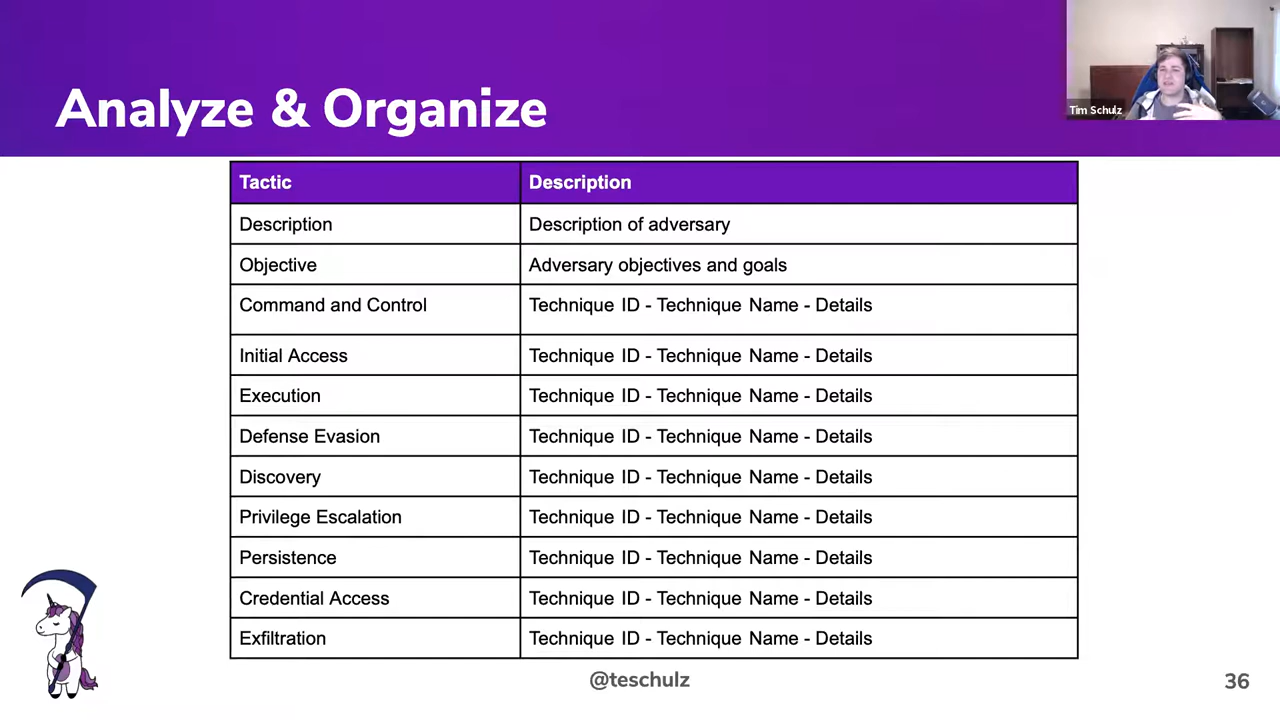 Analyze & Organize
Tim Schulz
Tactic Description
Description Description of adversary
Objective Adversary objectives and goals
Command and Control Technique ID - Technique Name - Details
Initial Access Technique ID - Technique Name - Details
Execution Technique ID - Technique Name - Details
Defense Evasion Technique ID - Technique Name - Details
Discovery Technique ID - Technique Name - Details
Privilege Escalation Technique ID - Technique Name - Details
Persistence Technique ID - Technique Name - Details
Credential Access Technique ID - Technique Name - Details
Exfiltration Technique ID - Technique Name - Details
@teschulz
36